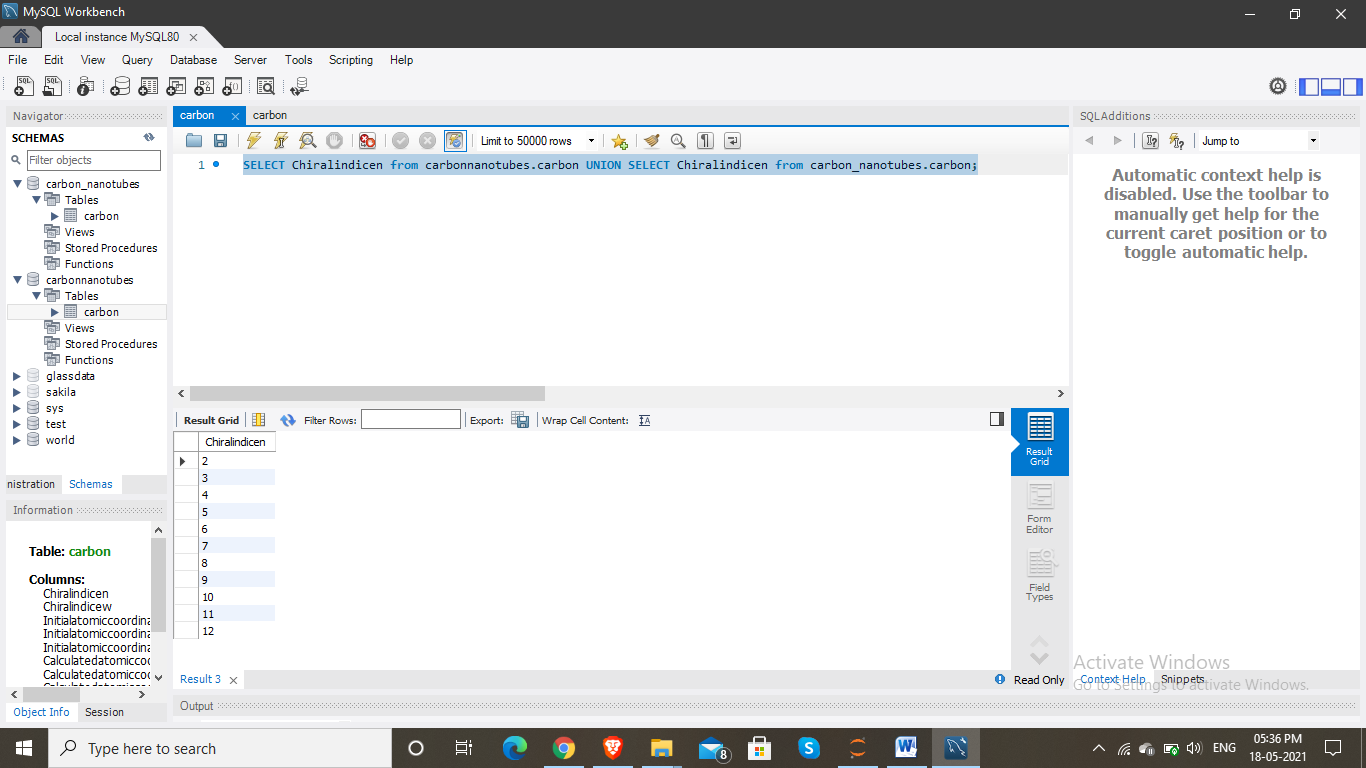 MySQL Workbench
Local instance MySQL80
File Edit View Query Database Server Tools Scripting Help
Navigator
SCHEMAS
Filter objects
carbon_nanotubes
Tables
carbon
Views
Stored Procedures
Functions
carbonnanotubes
Tables
carbon
Views
Stored Procedures
Functions
glassdata
sakila
sys
test
world
nistration Schemas
Information
Table: carbon
Columns:
Chiralindicen
Chiralindicew
Initialatomiccoordina
Initialatomiccoordina
Initialatomiccoordina
Calculatedatomiccoo
Calculatedatomiccoo
Object Info Session
carbon carbon
Limit to 50000 rows
1 SELECT Chiralindicen from carbonnanotubes.carbon UNION SELECT Chiralindicen from carbon_nanotubes.carbon;
Result Grid Filter Rows: Export: Wrap Cell Content:
Chiralindicen
2
3
4
5
6
7
8
9
10
11
12
Result Grid
Form Editor
Field Types
Result 3 Read Only
Output
SQLAdditions
Jump to
Automatic context help is
disabled. Use the toolbar to
manually get help for the
current caret position or to
toggle automatic help.
Activate Windows
Go to Settings to activate Windows.
Context Help Snippets
Type here to search
8
ENG
05:36 PM
18-05-2021